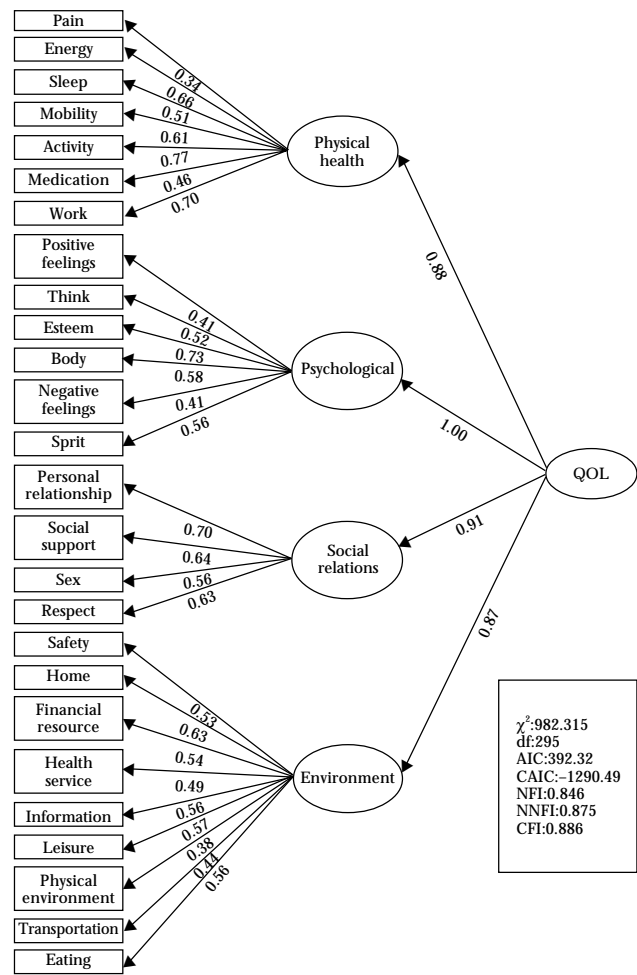 Pain
Energy
Sleep
Mobility
Activity
Medication
Work
0.34
0.66
0.51
0.61
0.77
0.46
0.70
Physical
health
Positive
feelings
Think
Esteem
Body
Negative
feelings
Sprit
0.41
0.52
0.73
0.58
0.41
0.56
Psychological
Personal
relationship
Social
support
Sex
Respect
0.70
0.64
0.56
0.63
Social
relations
Safety
Home
Financial
resource
Health
service
Information
Leisure
Physical
environment
Transportation
Eating
0.53
0.63
0.54
0.49
0.56
0.57
0.38
0.44
0.56
Environment
0.88
1.00
0.91
0.87
QOL
χ²:982.315
df:295
AIC:392.32
CAIC:−1290.49
NFI:0.846
NNFI:0.875
CFI:0.886